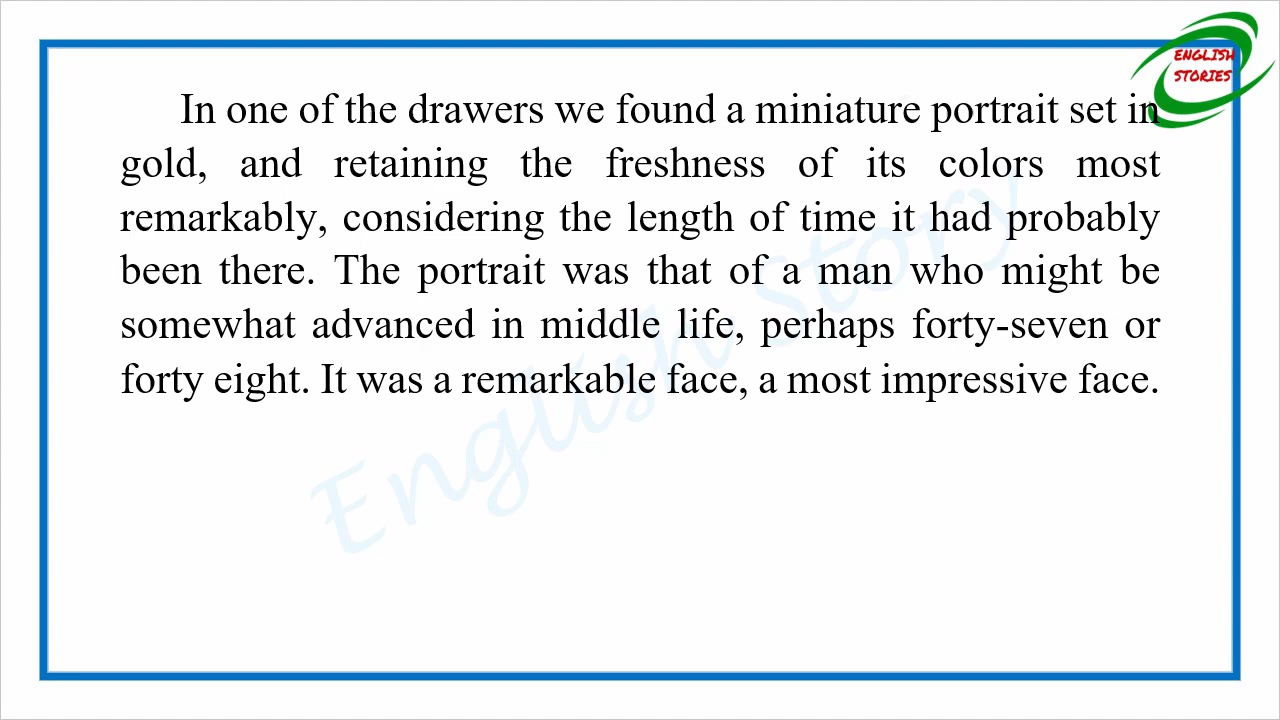 ENGLISH
STORIES
In one of the drawers we found a miniature portrait set in
gold, and retaining the freshness of its colors most
remarkably, considering the length of time it had probably
been there. The portrait was that of a man who might be
somewhat advanced in middle life, perhaps forty-seven or
forty eight. It was a remarkable face, a most impressive face.
English Story